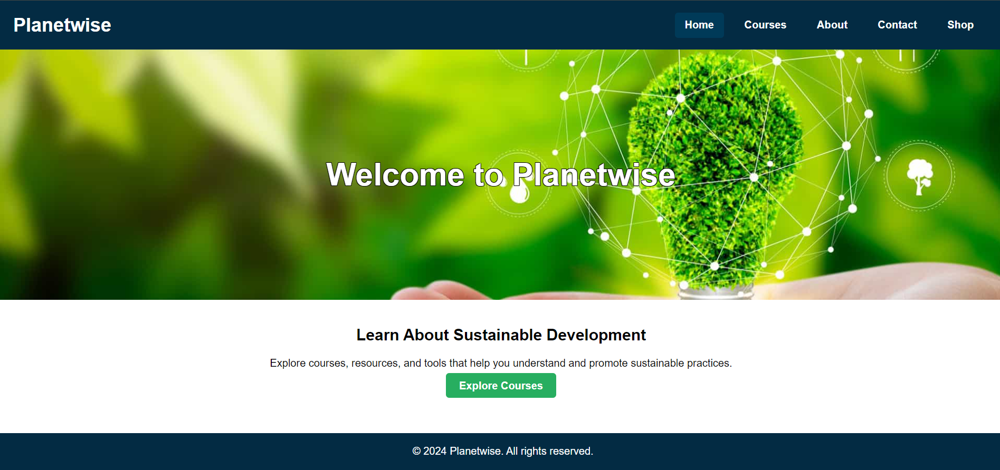 Planetwise
Home Courses About Contact Shop
Welcome to Planetwise
Learn About Sustainable Development
Explore courses, resources, and tools that help you understand and promote sustainable practices.
Explore Courses
© 2024 Planetwise. All rights reserved.